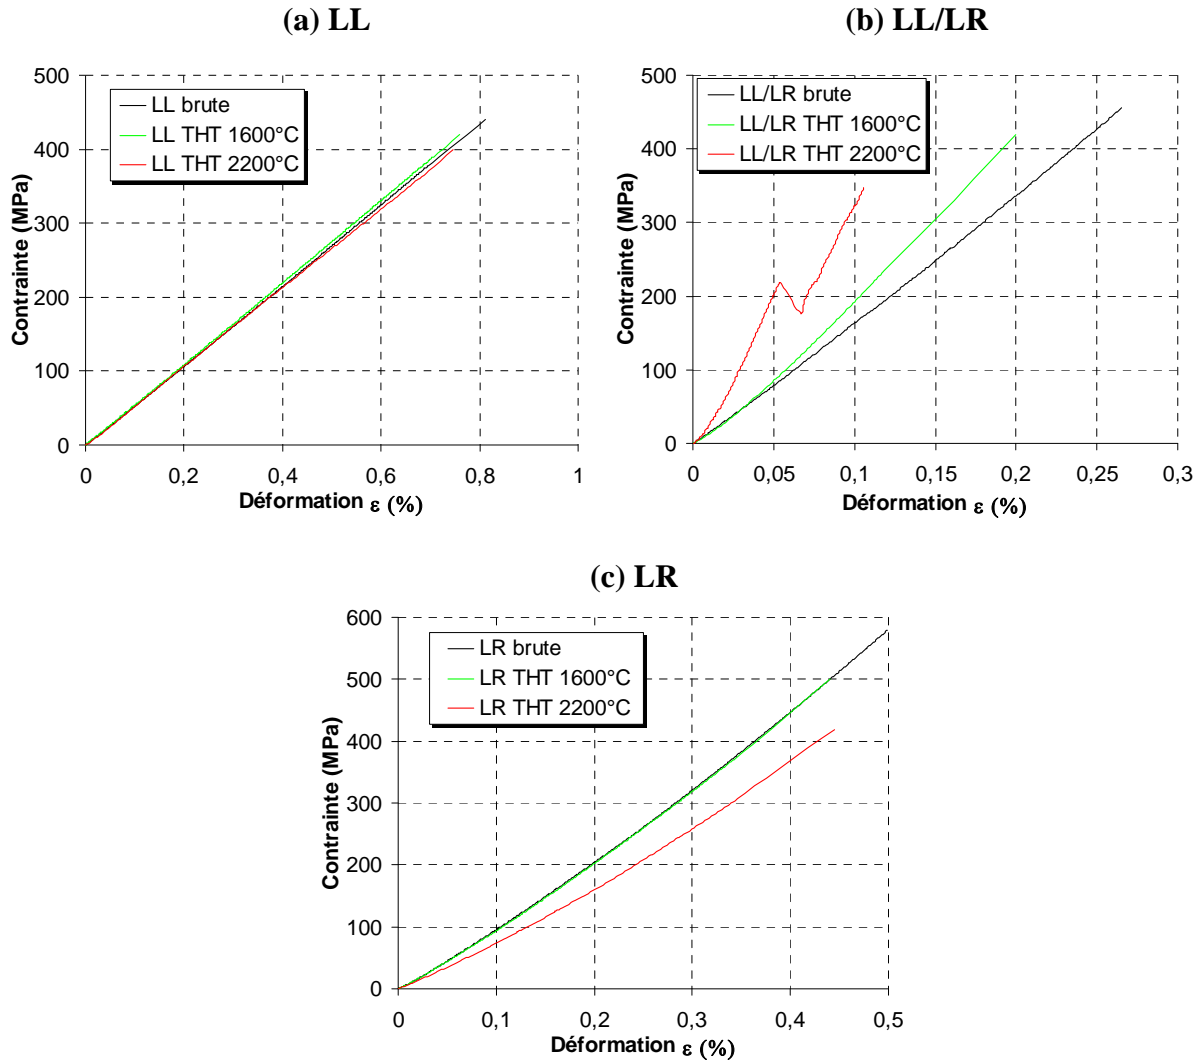 (a) LL
500
400
300
200
100
0
Contrainte (MPa)
LL brute
LL THT 1600°C
LL THT 2200°C
0
0,2
0,4
0,6
0,8
1
Déformation ε (%)
(b) LL/LR
500
400
300
200
100
0
Contrainte (MPa)
LL/LR brute
LL/LR THT 1600°C
LL/LR THT 2200°C
0
0,05
0,1
0,15
0,2
0,25
0,3
Déformation ε (%)
(c) LR
600
500
400
300
200
100
0
Contrainte (MPa)
LR brute
LR THT 1600°C
LR THT 2200°C
0
0,1
0,2
0,3
0,4
0,5
Déformation ε (%)